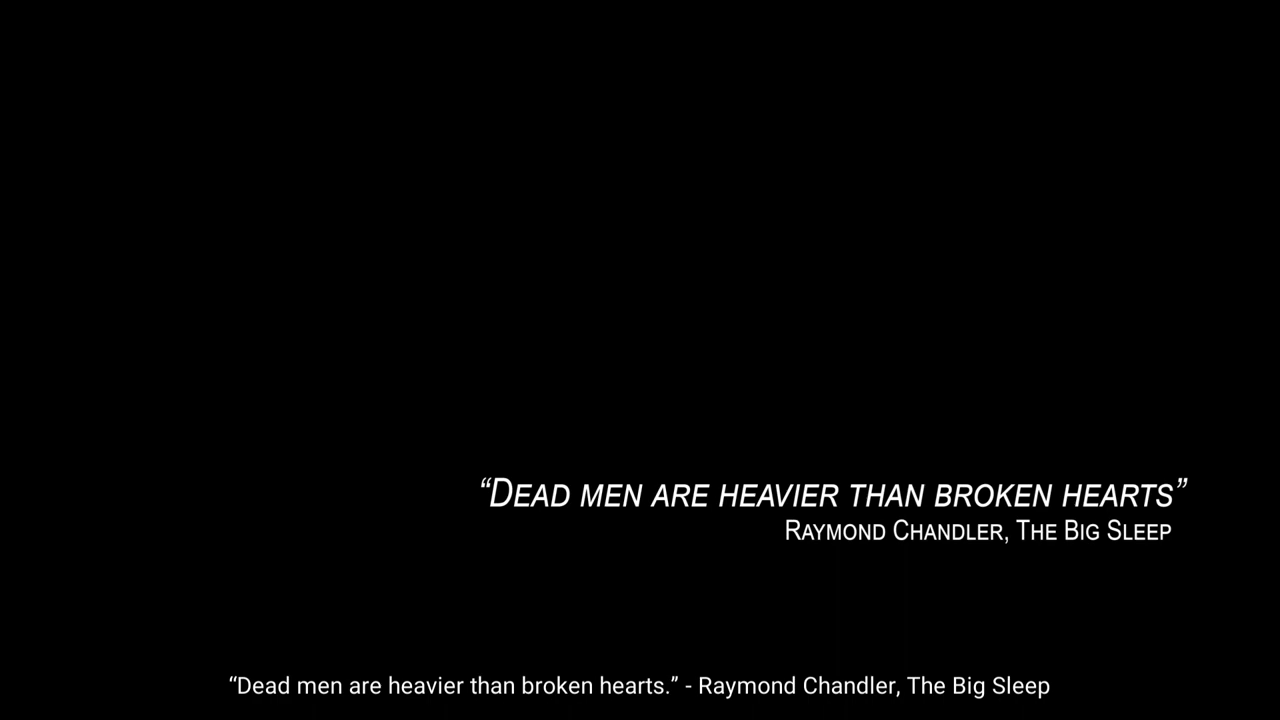 “Dead men are heavier than broken hearts”
Raymond Chandler, The Big Sleep
“Dead men are heavier than broken hearts.” - Raymond Chandler, The Big Sleep